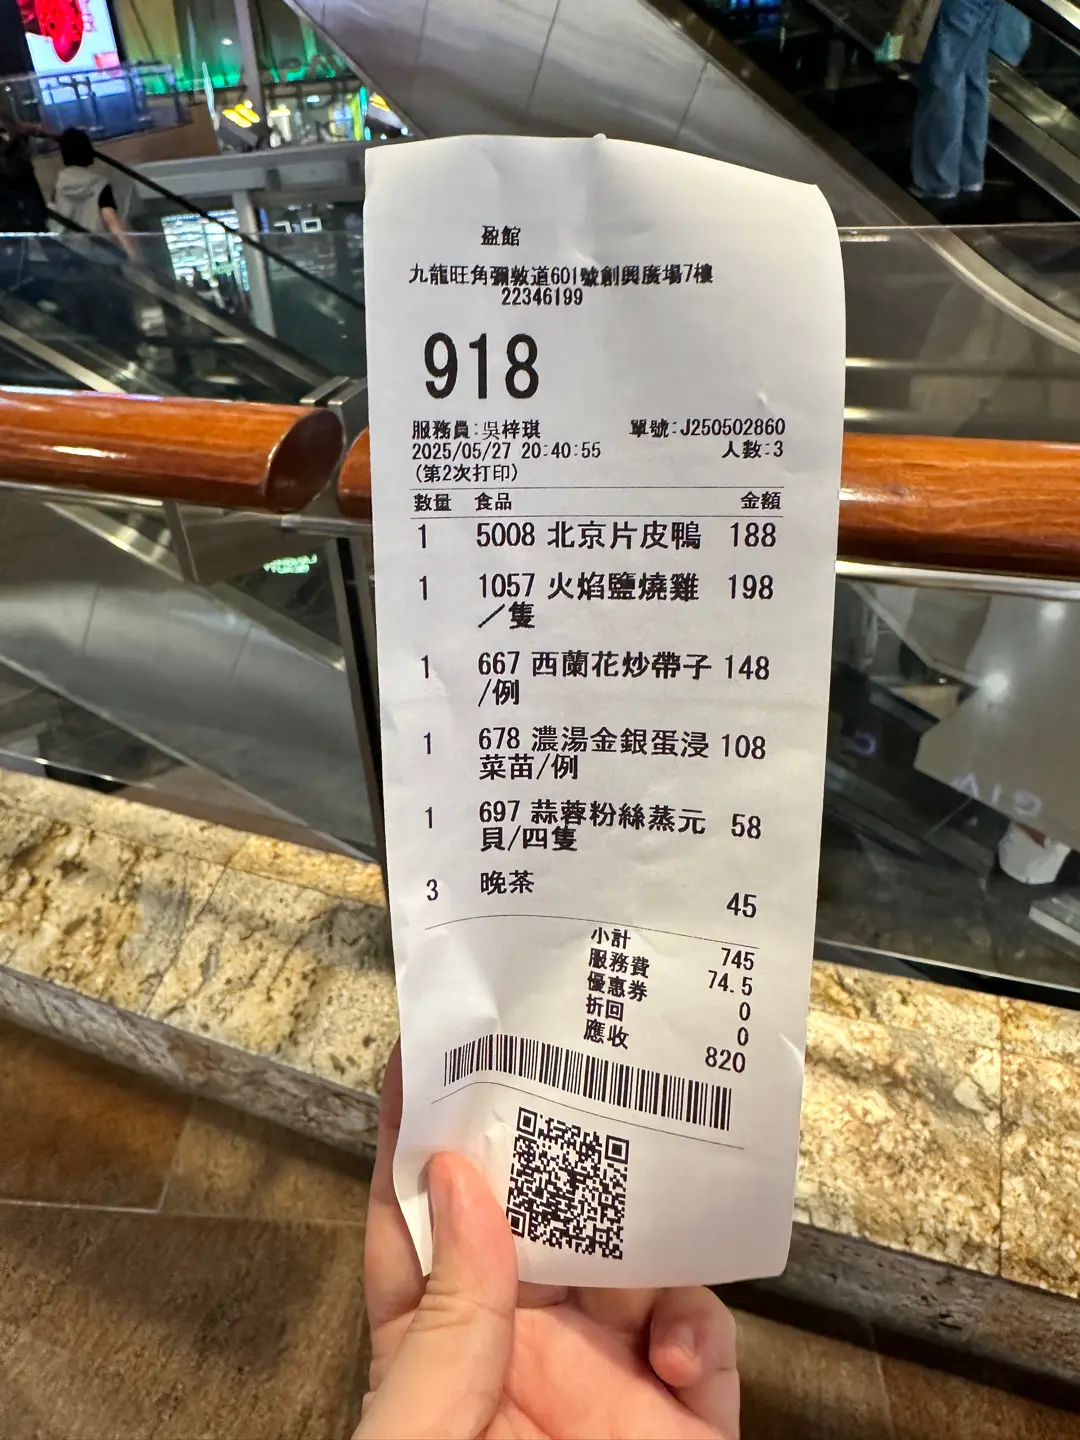 盈館
九龍旺角彌敦道601號創興廣場7樓
22346199
918
服務員:吳梓琪 單號:J250502860
2025/05/27 20:40:55 人數:3
(第2次打印)
數量 食品 金額
1 5008 北京片皮鴨 188
1 1057 火焰鹽燒雞 198
/隻
1 667 西蘭花炒帶子 148
/例
1 678 濃湯金銀蛋浸 108
菜苗/例
1 697 蒜蓉粉絲蒸元 58
貝/四隻
3 晚茶 45
小計 745
服務費 74.5
優惠券 0
折回 0
應收 820